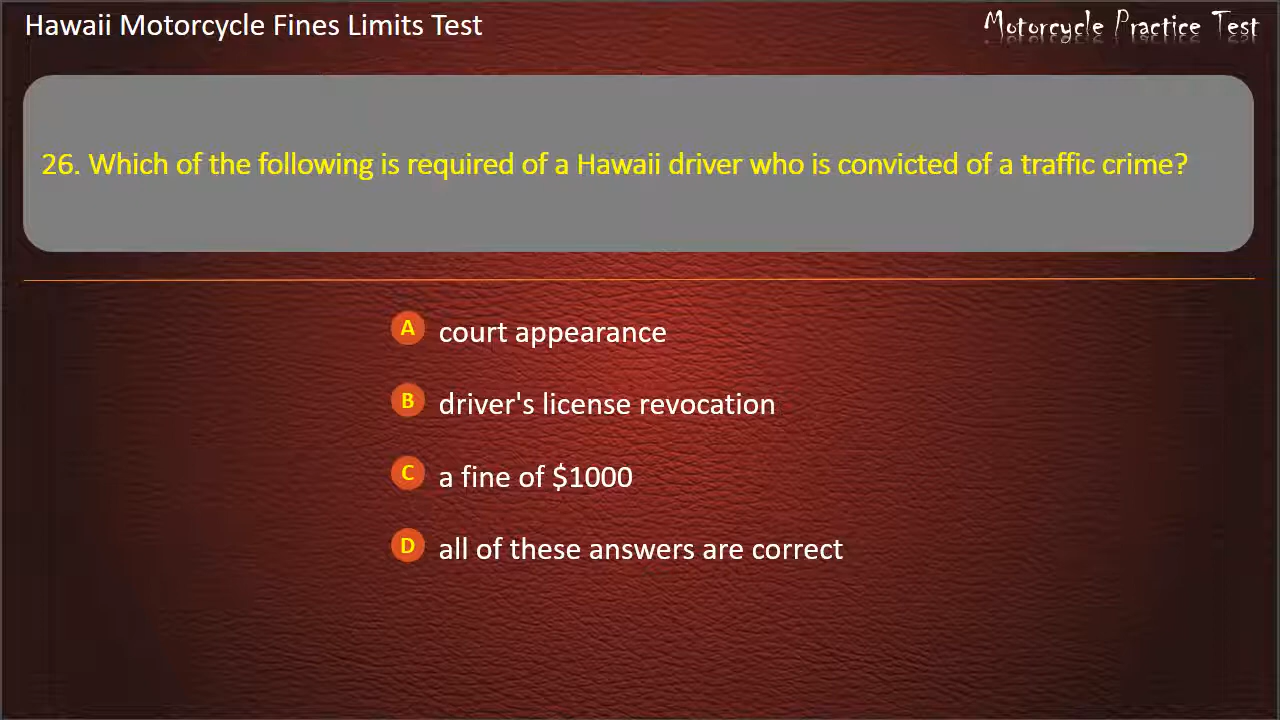 Hawaii Motorcycle Fines Limits Test
Motorcycle Practice Test
26. Which of the following is required of a Hawaii driver who is convicted of a traffic crime?
A court appearance
B driver's license revocation
C a fine of $1000
D all of these answers are correct